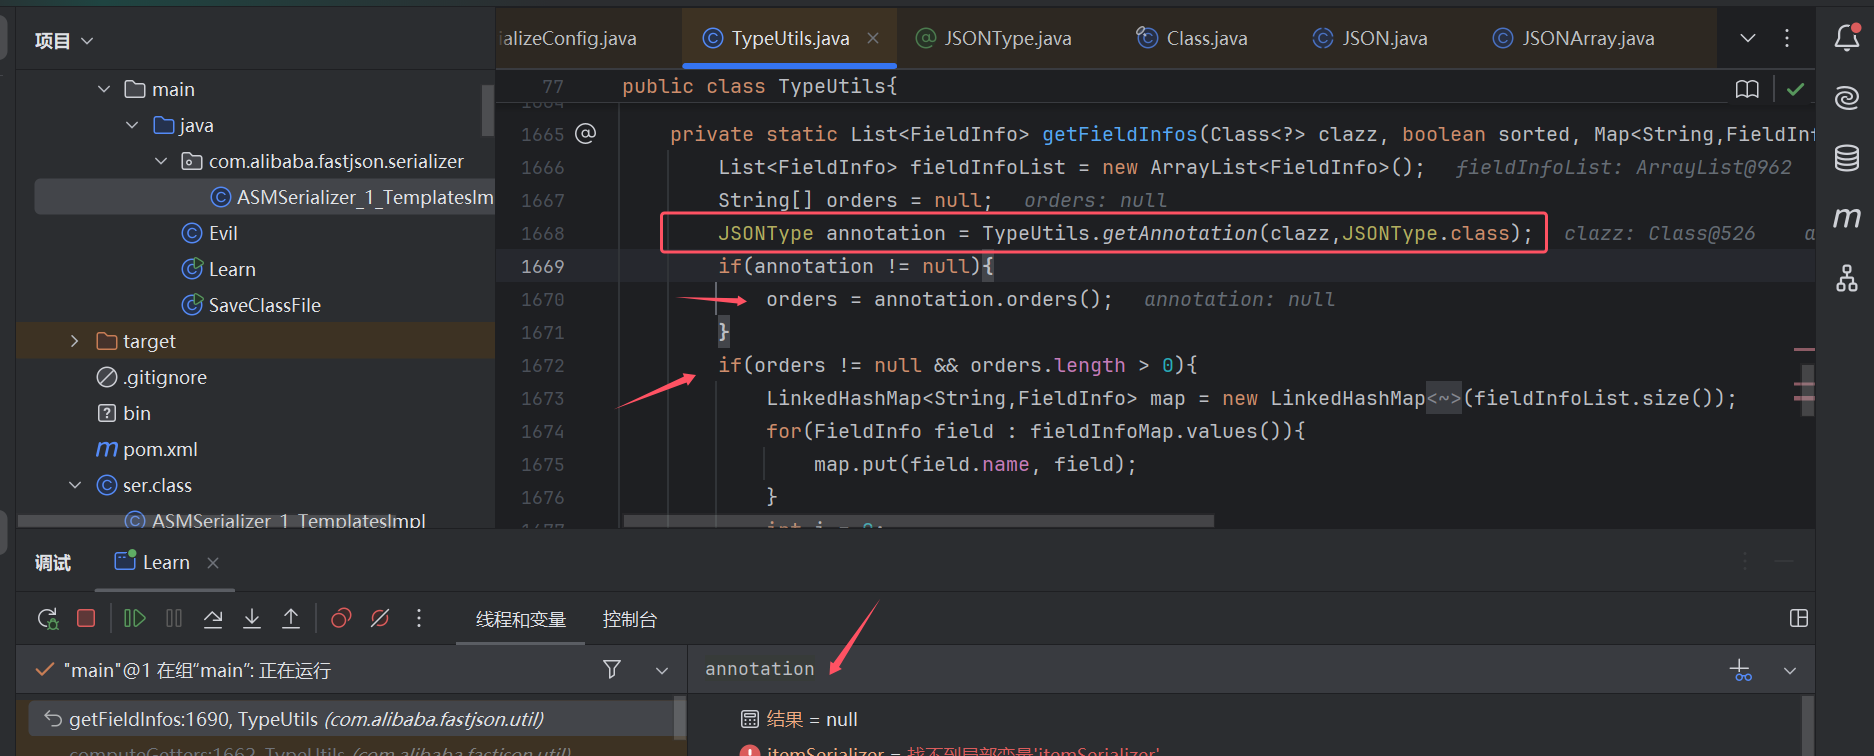 项目
ializeConfig.java
TypeUtils.java
JSONType.java
Class.java
JSON.java
JSONArray.java
main
java
com.alibaba.fastjson.serializer
ASMSerializer_1_TemplatesIm
Evil
Learn
SaveClassFile
target
.gitignore
bin
pom.xml
ser.class
ASMSerializer_1_TemplatesImpl
77 public class TypeUtils{
1664
1665 private static List<FieldInfo> getFieldInfos(Class<?> clazz, boolean sorted, Map<String,FieldInf
1666 List<FieldInfo> fieldInfoList = new ArrayList<FieldInfo>(); fieldInfoList: ArrayList@962
1667 String[] orders = null; orders: null
1668 JSONType annotation = TypeUtils.getAnnotation(clazz,JSONType.class); clazz: Class@526 a
1669 if(annotation != null){
1670 orders = annotation.orders(); annotation: null
1671 }
1672 if(orders != null && orders.length > 0){
1673 LinkedHashMap<String,FieldInfo> map = new LinkedHashMap<~>(fieldInfoList.size());
1674 for(FieldInfo field : fieldInfoMap.values()){
1675 map.put(field.name, field);
1676 }
1677 int i = 0;
调试
Learn
线程和变量
控制台
"main"@1 在组“main”: 正在运行
annotation
getFieldInfos:1690, TypeUtils (com.alibaba.fastjson.util)
computeGetters:1662, TypeUtils (com.alibaba.fastjson.util)
结果 = null
itemSerializer = 找不到局部变量'itemSerializer'